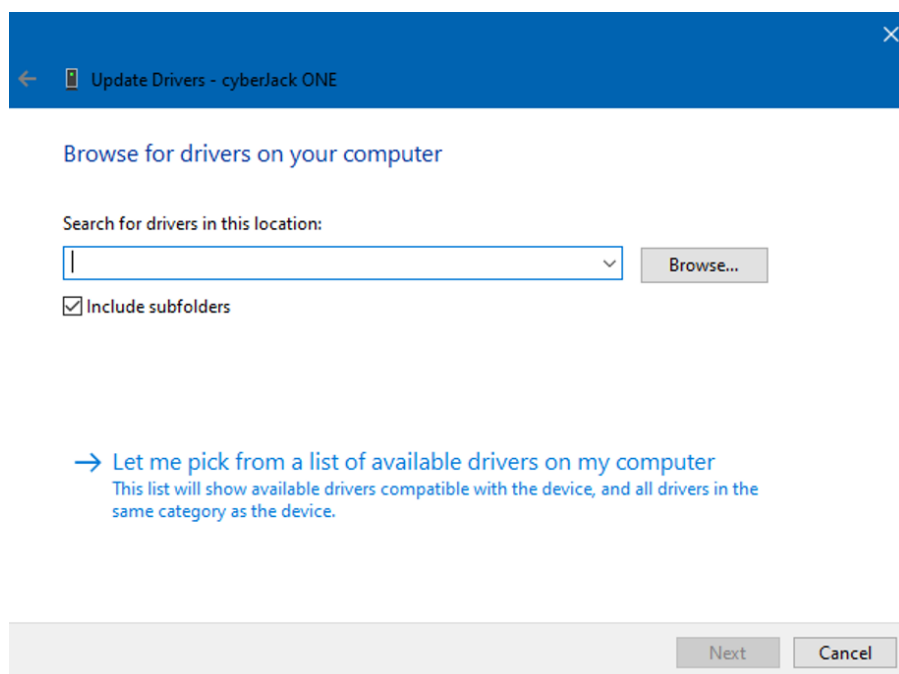 Update Drivers - cyberJack ONE
Browse for drivers on your computer
Search for drivers in this location:
Browse...
Include subfolders
Let me pick from a list of available drivers on my computer
This list will show available drivers compatible with the device, and all drivers in the
same category as the device.
Next
Cancel